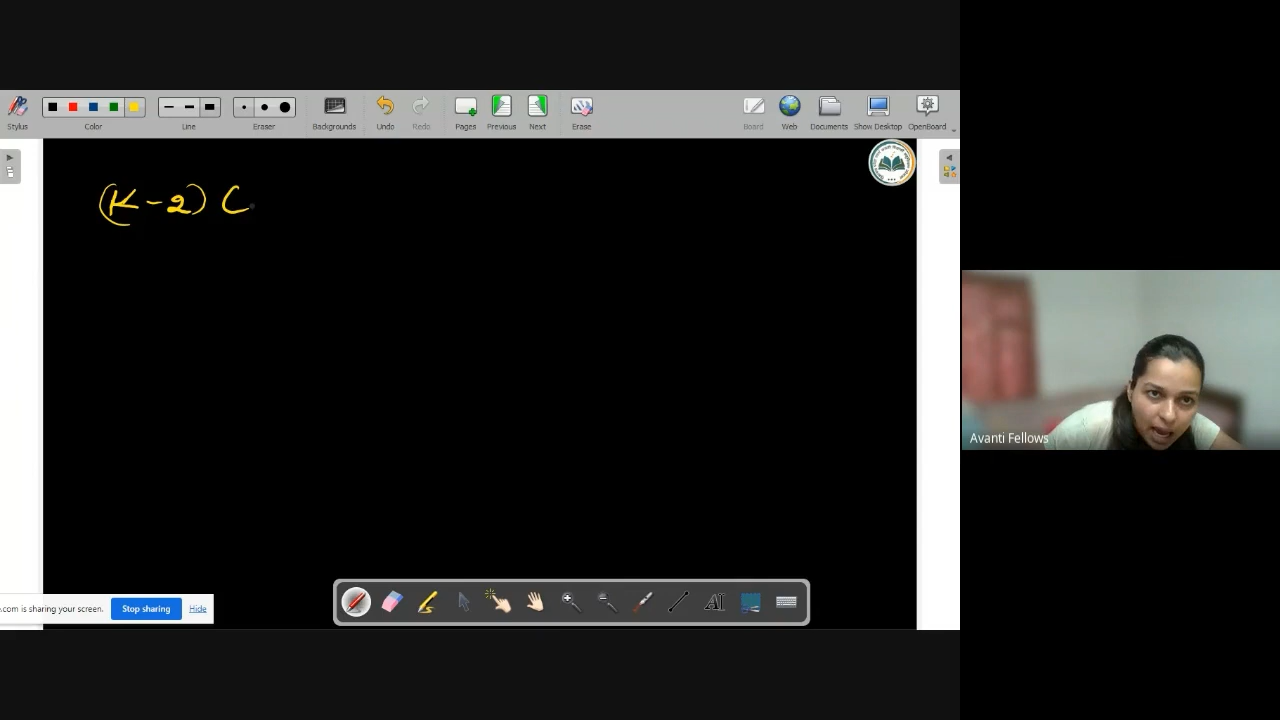 Stylus Color Line Eraser Backgrounds Undo Redo Pages Previous Next Erase Board Web Documents Show Desktop OpenBoard
(K-2) (
Avanti Fellows
.com is sharing your screen. Stop sharing Hide
AI